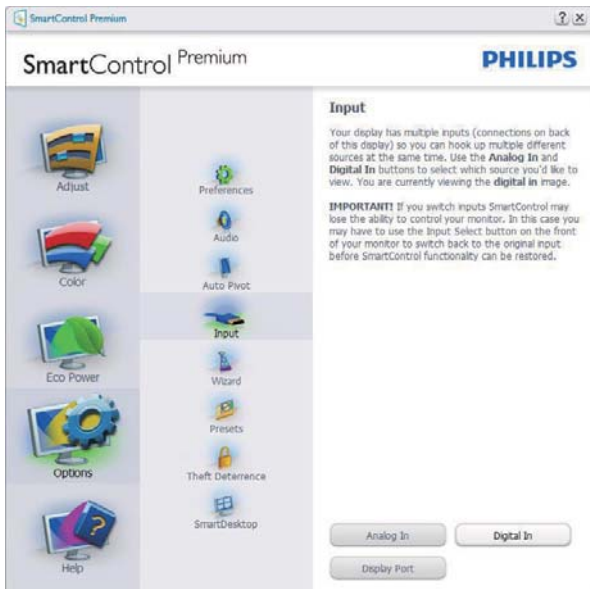 SmartControl Premium
SmartControl Premium
PHILIPS
Adjust
Color
Eco Power
Options
Help
Preferences
Audio
Auto Pivot
Input
Wizard
Presets
Theft Deterrence
SmartDesktop
Input
Your display has multiple inputs (connections on back
of this display) so you can hook up multiple different
sources at the same time. Use the Analog In and
Digital In buttons to select which source you'd like to
view. You are currently viewing the digital in image.
IMPORTANT! If you switch inputs SmartControl may
lose the ability to control your monitor. In this case you
may have to use the Input Select button on the front
of your monitor to switch back to the original input
before SmartControl functionality can be restored.
Analog In
Digital In
Display Port